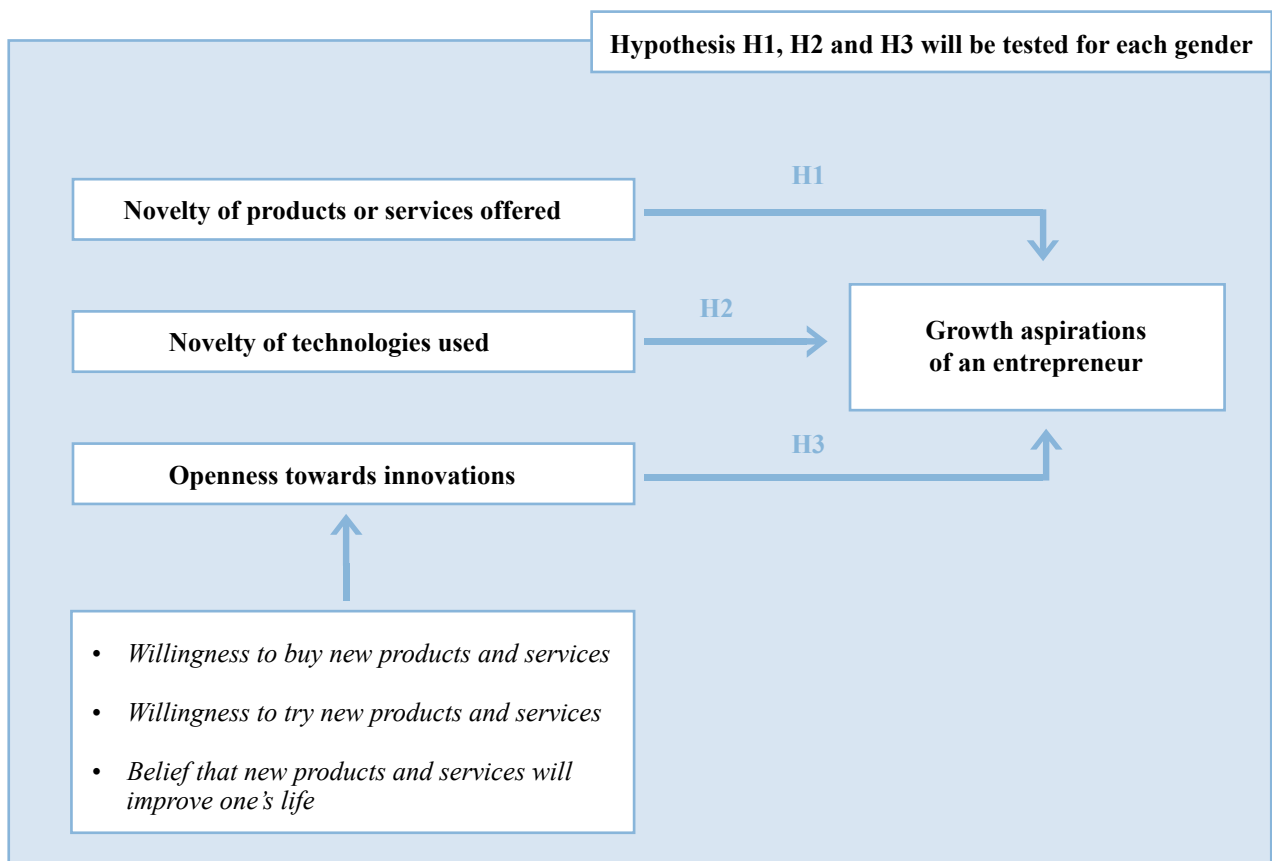 Hypothesis H1, H2 and H3 will be tested for each gender
H1
Novelty of products or services offered
H2
Novelty of technologies used
Growth aspirations
of an entrepreneur
H3
Openness towards innovations
• Willingness to buy new products and services
• Willingness to try new products and services
• Belief that new products and services will
improve one’s life